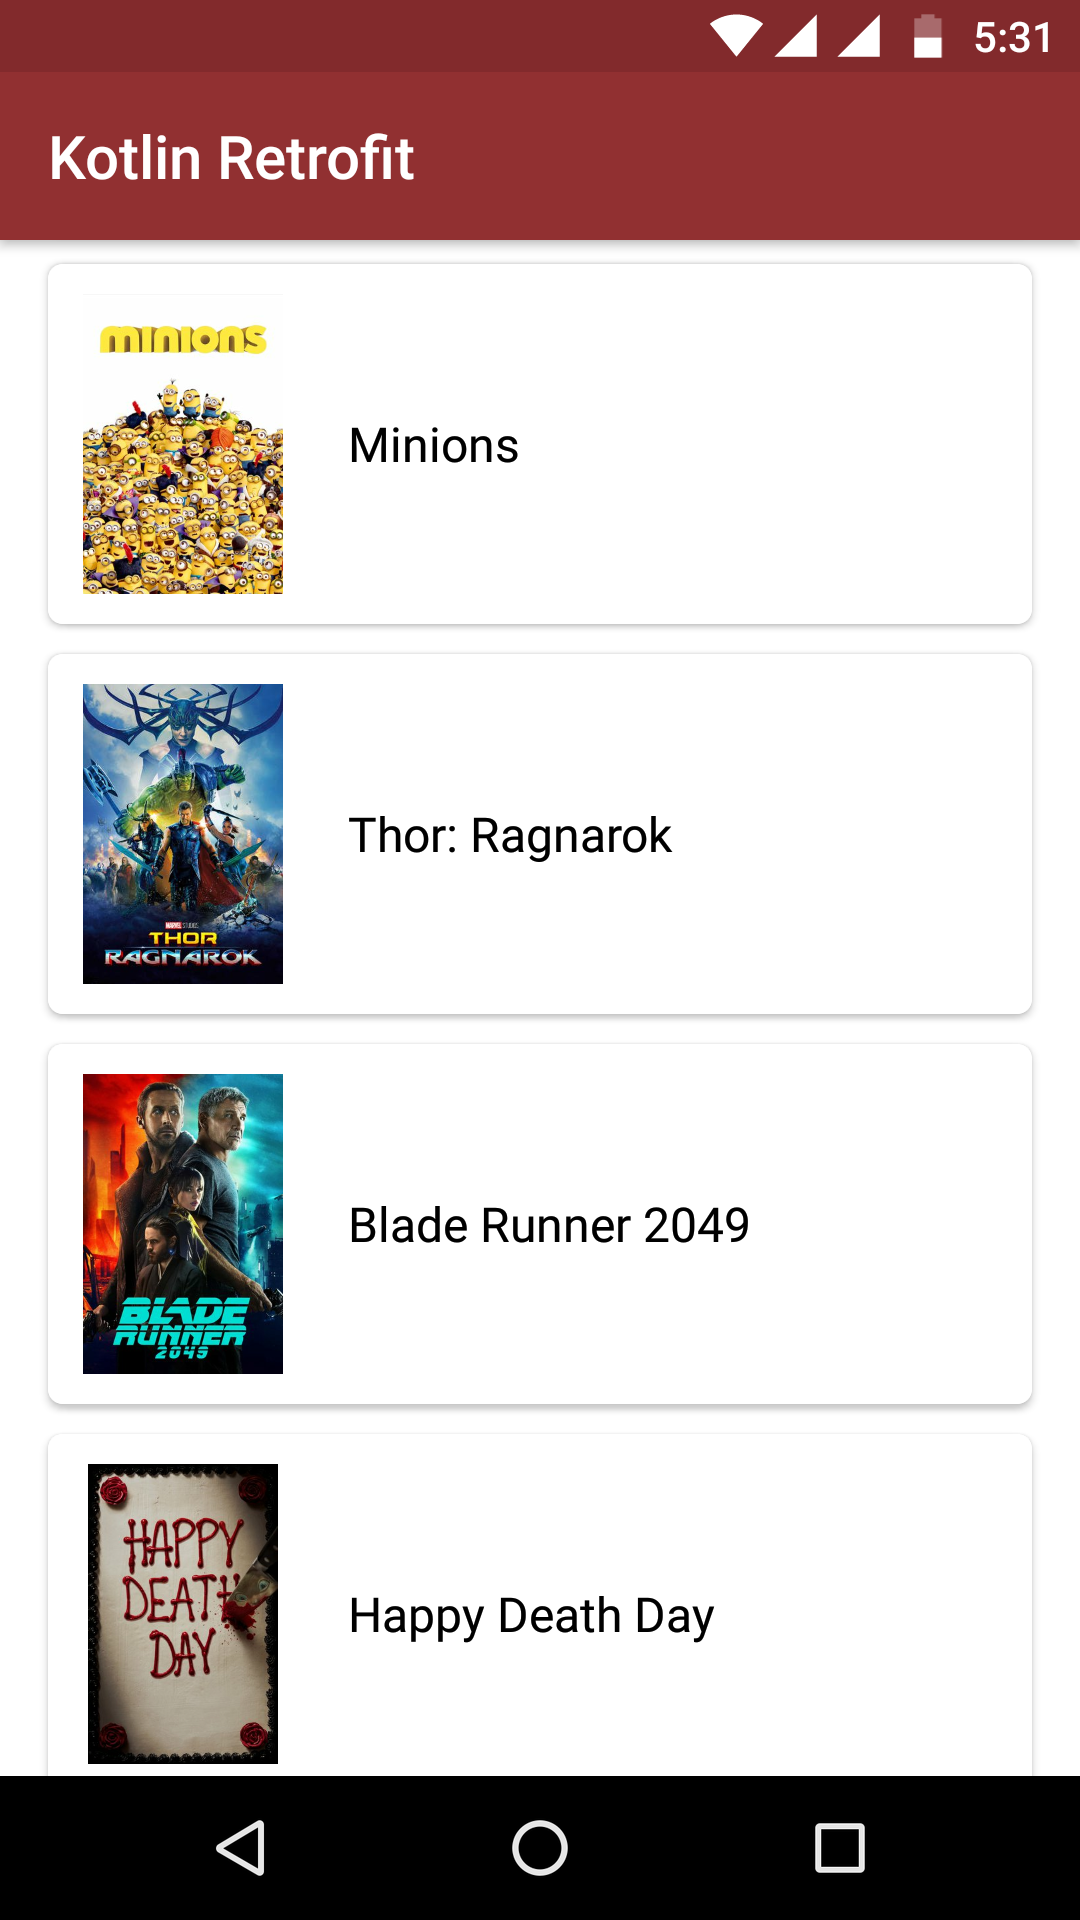 5:31
Kotlin Retrofit
minions
Minions
MARVEL STUDIOS
THOR
RAGNAROK
Thor: Ragnarok
BLADE
RUNNER
2049
Blade Runner 2049
HAPPY
DEATH
DAY
Happy Death Day